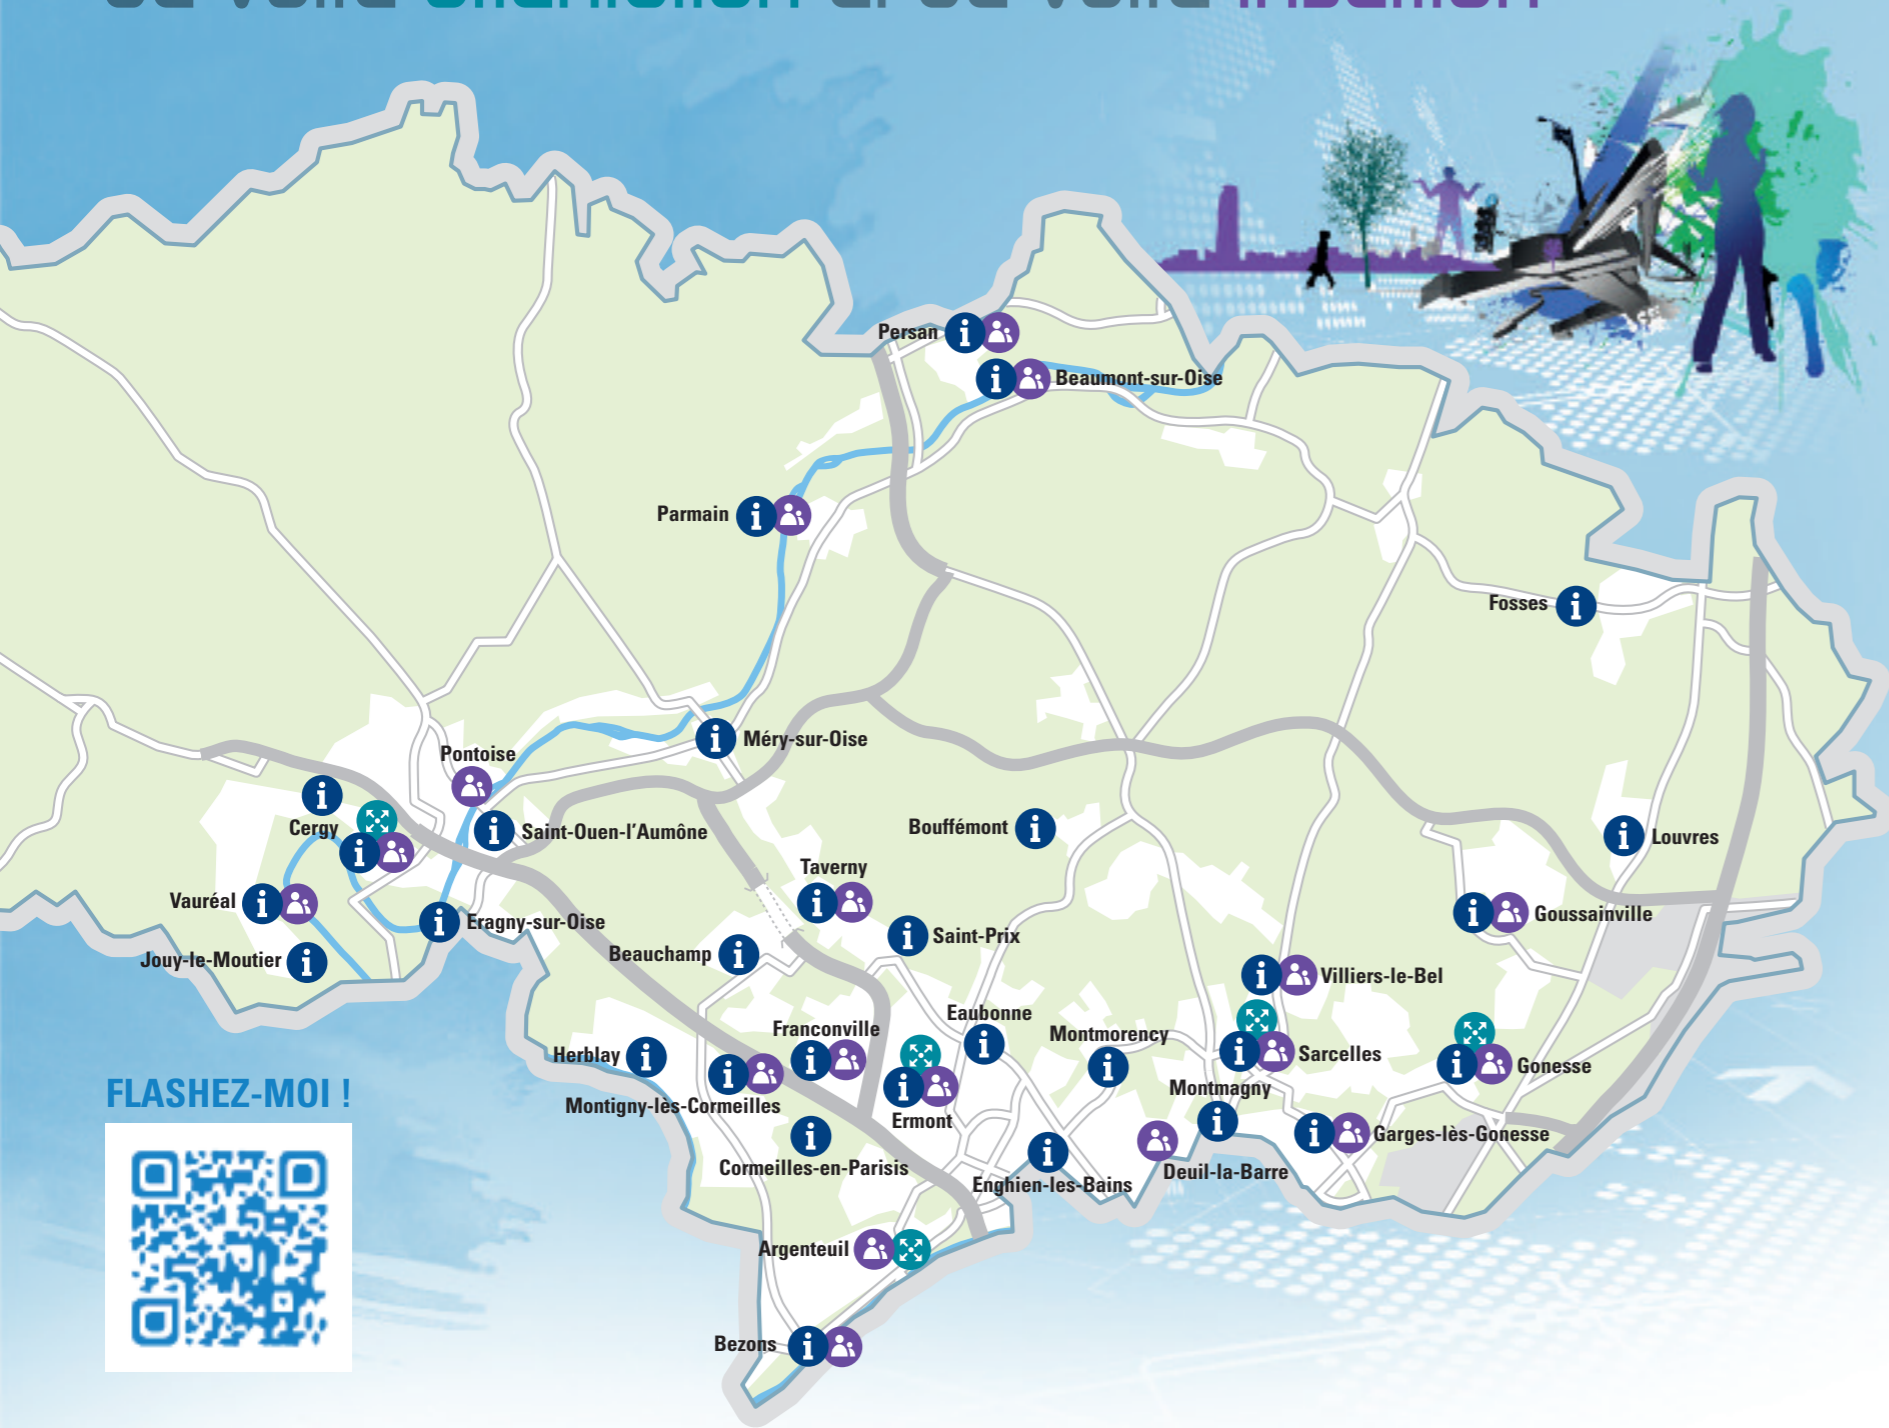 Persan
Beaumont-sur-Oise
Parmain
Fosses
Méry-sur-Oise
Pontoise
Cergy
Saint-Ouen-l'Aumône
Bouffémont
Louvres
Taverny
Vauréal
Goussainville
Eragny-sur-Oise
Saint-Prix
Beauchamp
Jouy-le-Moutier
Villiers-le-Bel
Eaubonne
Franconville
Montmorency
Herblay
Sarcelles
Gonesse
Montmagny
FLASHEZ-MOI !
Montigny-lès-Cormeilles
Ermont
Garges-lès-Gonesse
Cormeilles-en-Parisis
Deuil-la-Barre
Enghien-les-Bains
Argenteuil
Bezons